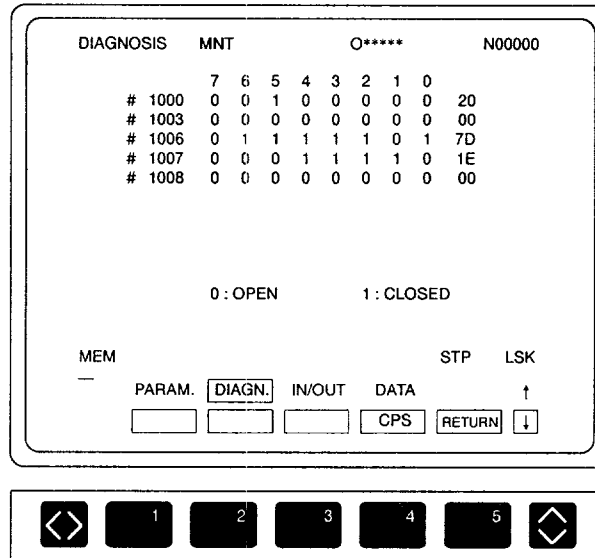 DIAGNOSIS MNT O***** N00000
7 6 5 4 3 2 1 0
# 1000 0 0 1 0 0 0 0 0 20
# 1003 0 0 0 0 0 0 0 0 00
# 1006 0 1 1 1 1 1 0 1 7D
# 1007 0 0 0 1 1 1 1 0 1E
# 1008 0 0 0 0 0 0 0 0 00
0 : OPEN 1 : CLOSED
MEM STP LSK
PARAM. DIAGN. IN/OUT DATA ↑
CPS RETURN ↓
1 2 3 4 5